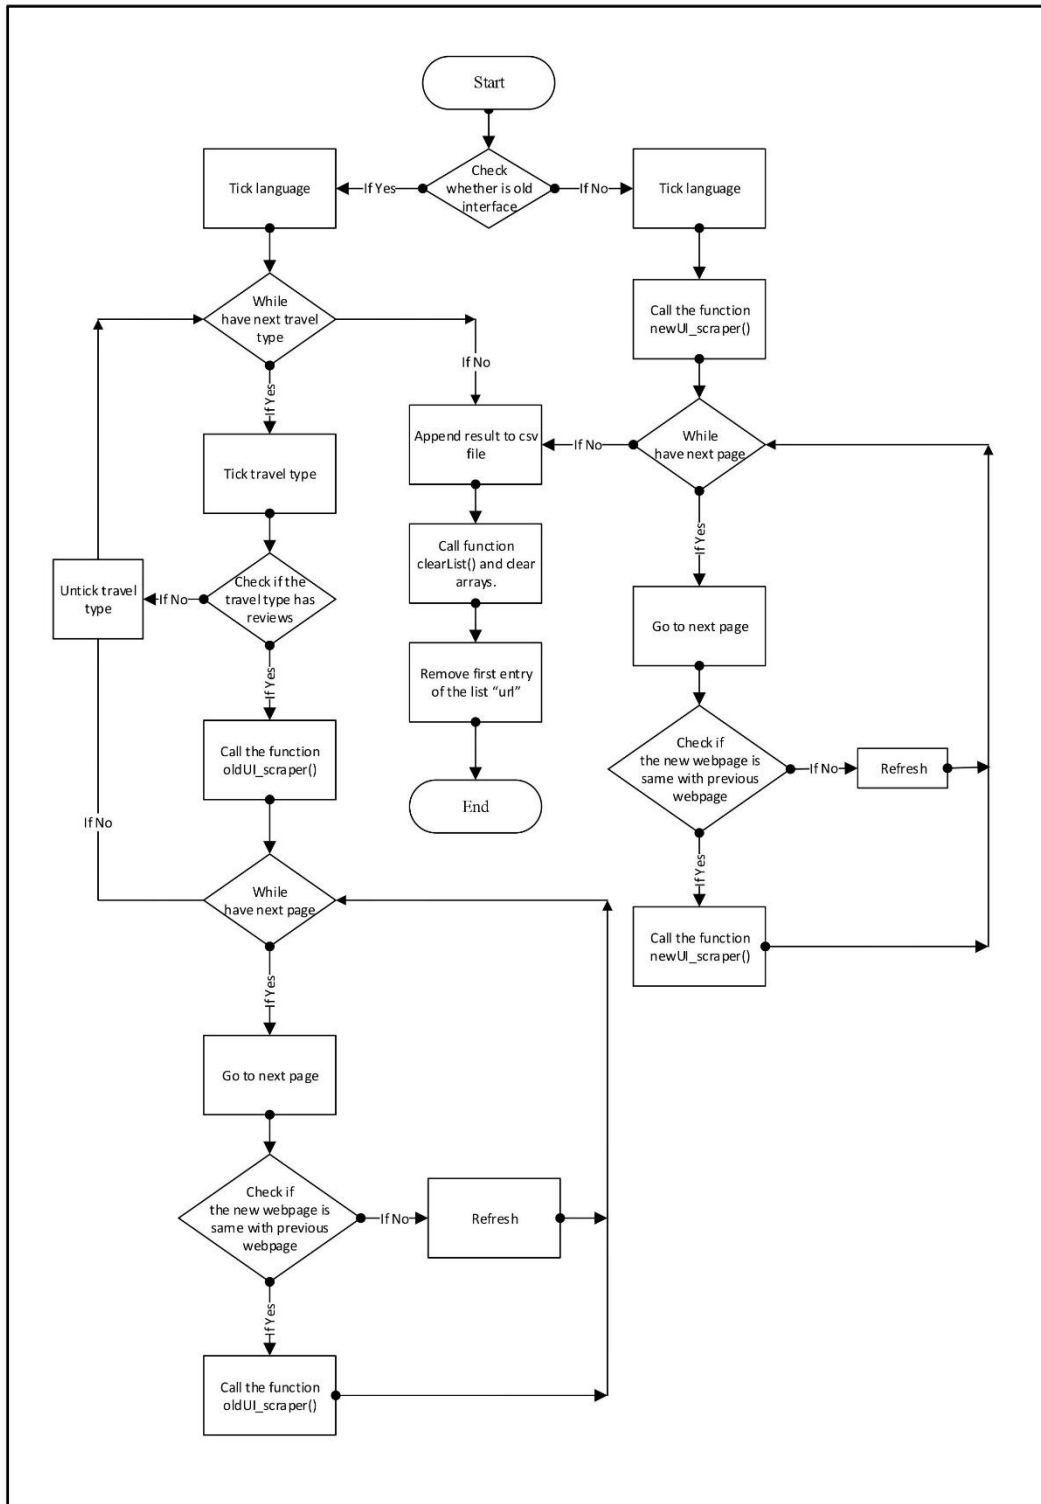 Start
Check
whether is old
interface
If Yes
If No
Tick language
Tick language
While
have next travel
type
If No
If Yes
Call the function
newUI_scraper()
Tick travel type
Append result to csv
file
If No
While
have next page
If Yes
Check if the
travel type has
reviews
If No
Untick travel
type
If Yes
Call function
clearList() and clear
arrays.
Go to next page
Remove first entry
of the list “url”
Call the function
oldUI_scraper()
Check if
the new webpage is
same with previous
webpage
If No
Refresh
End
If No
If Yes
While
have next page
Call the function
newUI_scraper()
If Yes
Go to next page
Check if
the new webpage is
same with previous
webpage
If No
Refresh
If Yes
Call the function
oldUI_scraper()